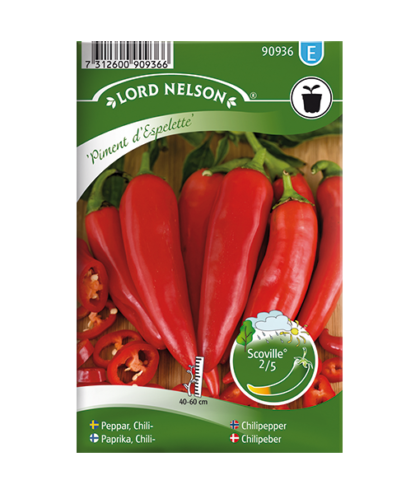 90936 E
7 312600 909366
LORD NELSON®
'Piment d'Espelette'
Scoville°
2/5
40-60 cm
Peppar, Chili-
Chilipepper
Paprika, Chili-
Chilipeber